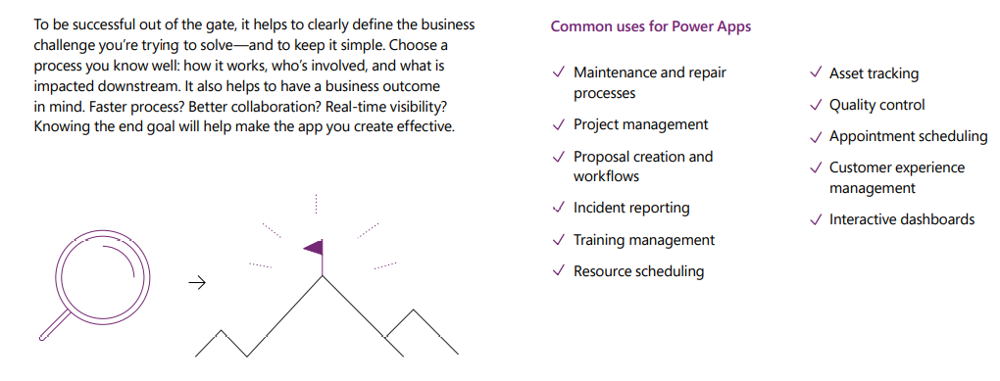 To be successful out of the gate, it helps to clearly define the business
challenge you're trying to solve—and to keep it simple. Choose a
process you know well: how it works, who's involved, and what is
impacted downstream. It also helps to have a business outcome
in mind. Faster process? Better collaboration? Real-time visibility?
Knowing the end goal will help make the app you create effective.
Common uses for Power Apps
Maintenance and repair
processes
Project management
Proposal creation and
workflows
Incident reporting
Training management
Resource scheduling
Asset tracking
Quality control
Appointment scheduling
Customer experience
management
Interactive dashboards